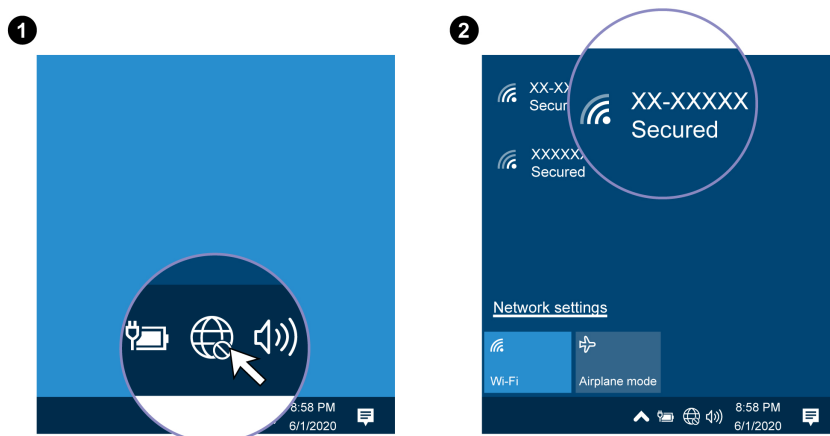 1
8:58 PM
6/1/2020
2
XX-XX
Secur
XX-XXXXX
Secured
XXXXXX
Secured
Network settings
Wi-Fi
Airplane mode
8:58 PM
6/1/2020